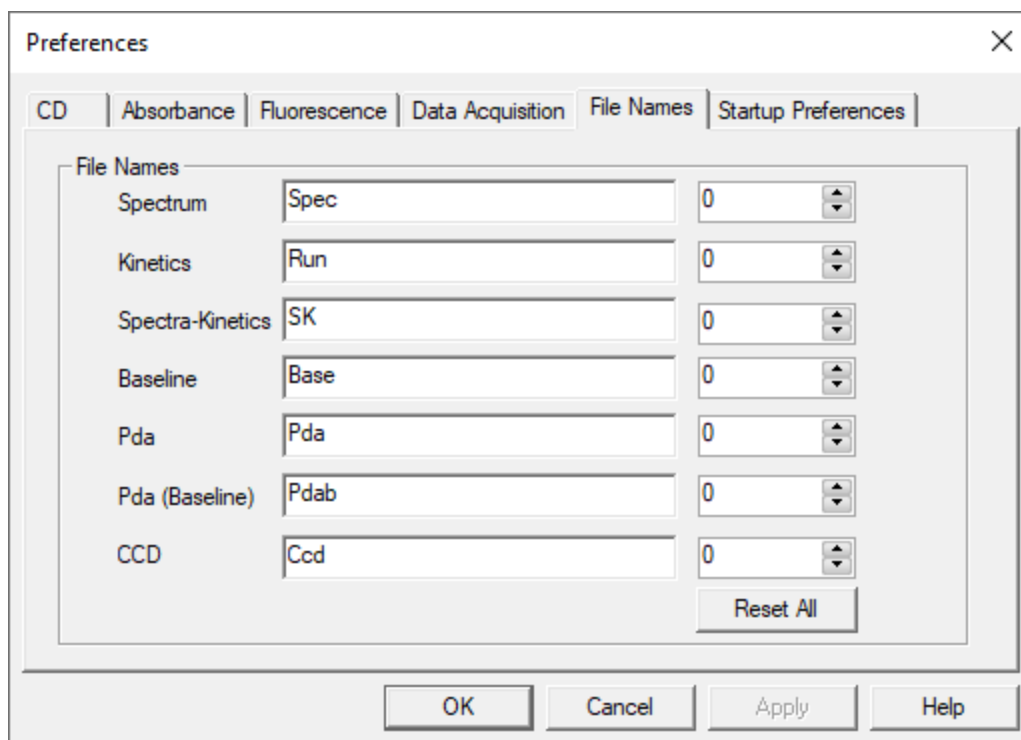 Preferences
CD Absorbance Fluorescence Data Acquisition File Names Startup Preferences
File Names
Spectrum Spec 0
Kinetics Run 0
Spectra-Kinetics SK 0
Baseline Base 0
Pda Pda 0
Pda (Baseline) Pdab 0
CCD Ccd 0
Reset All
OK Cancel Apply Help